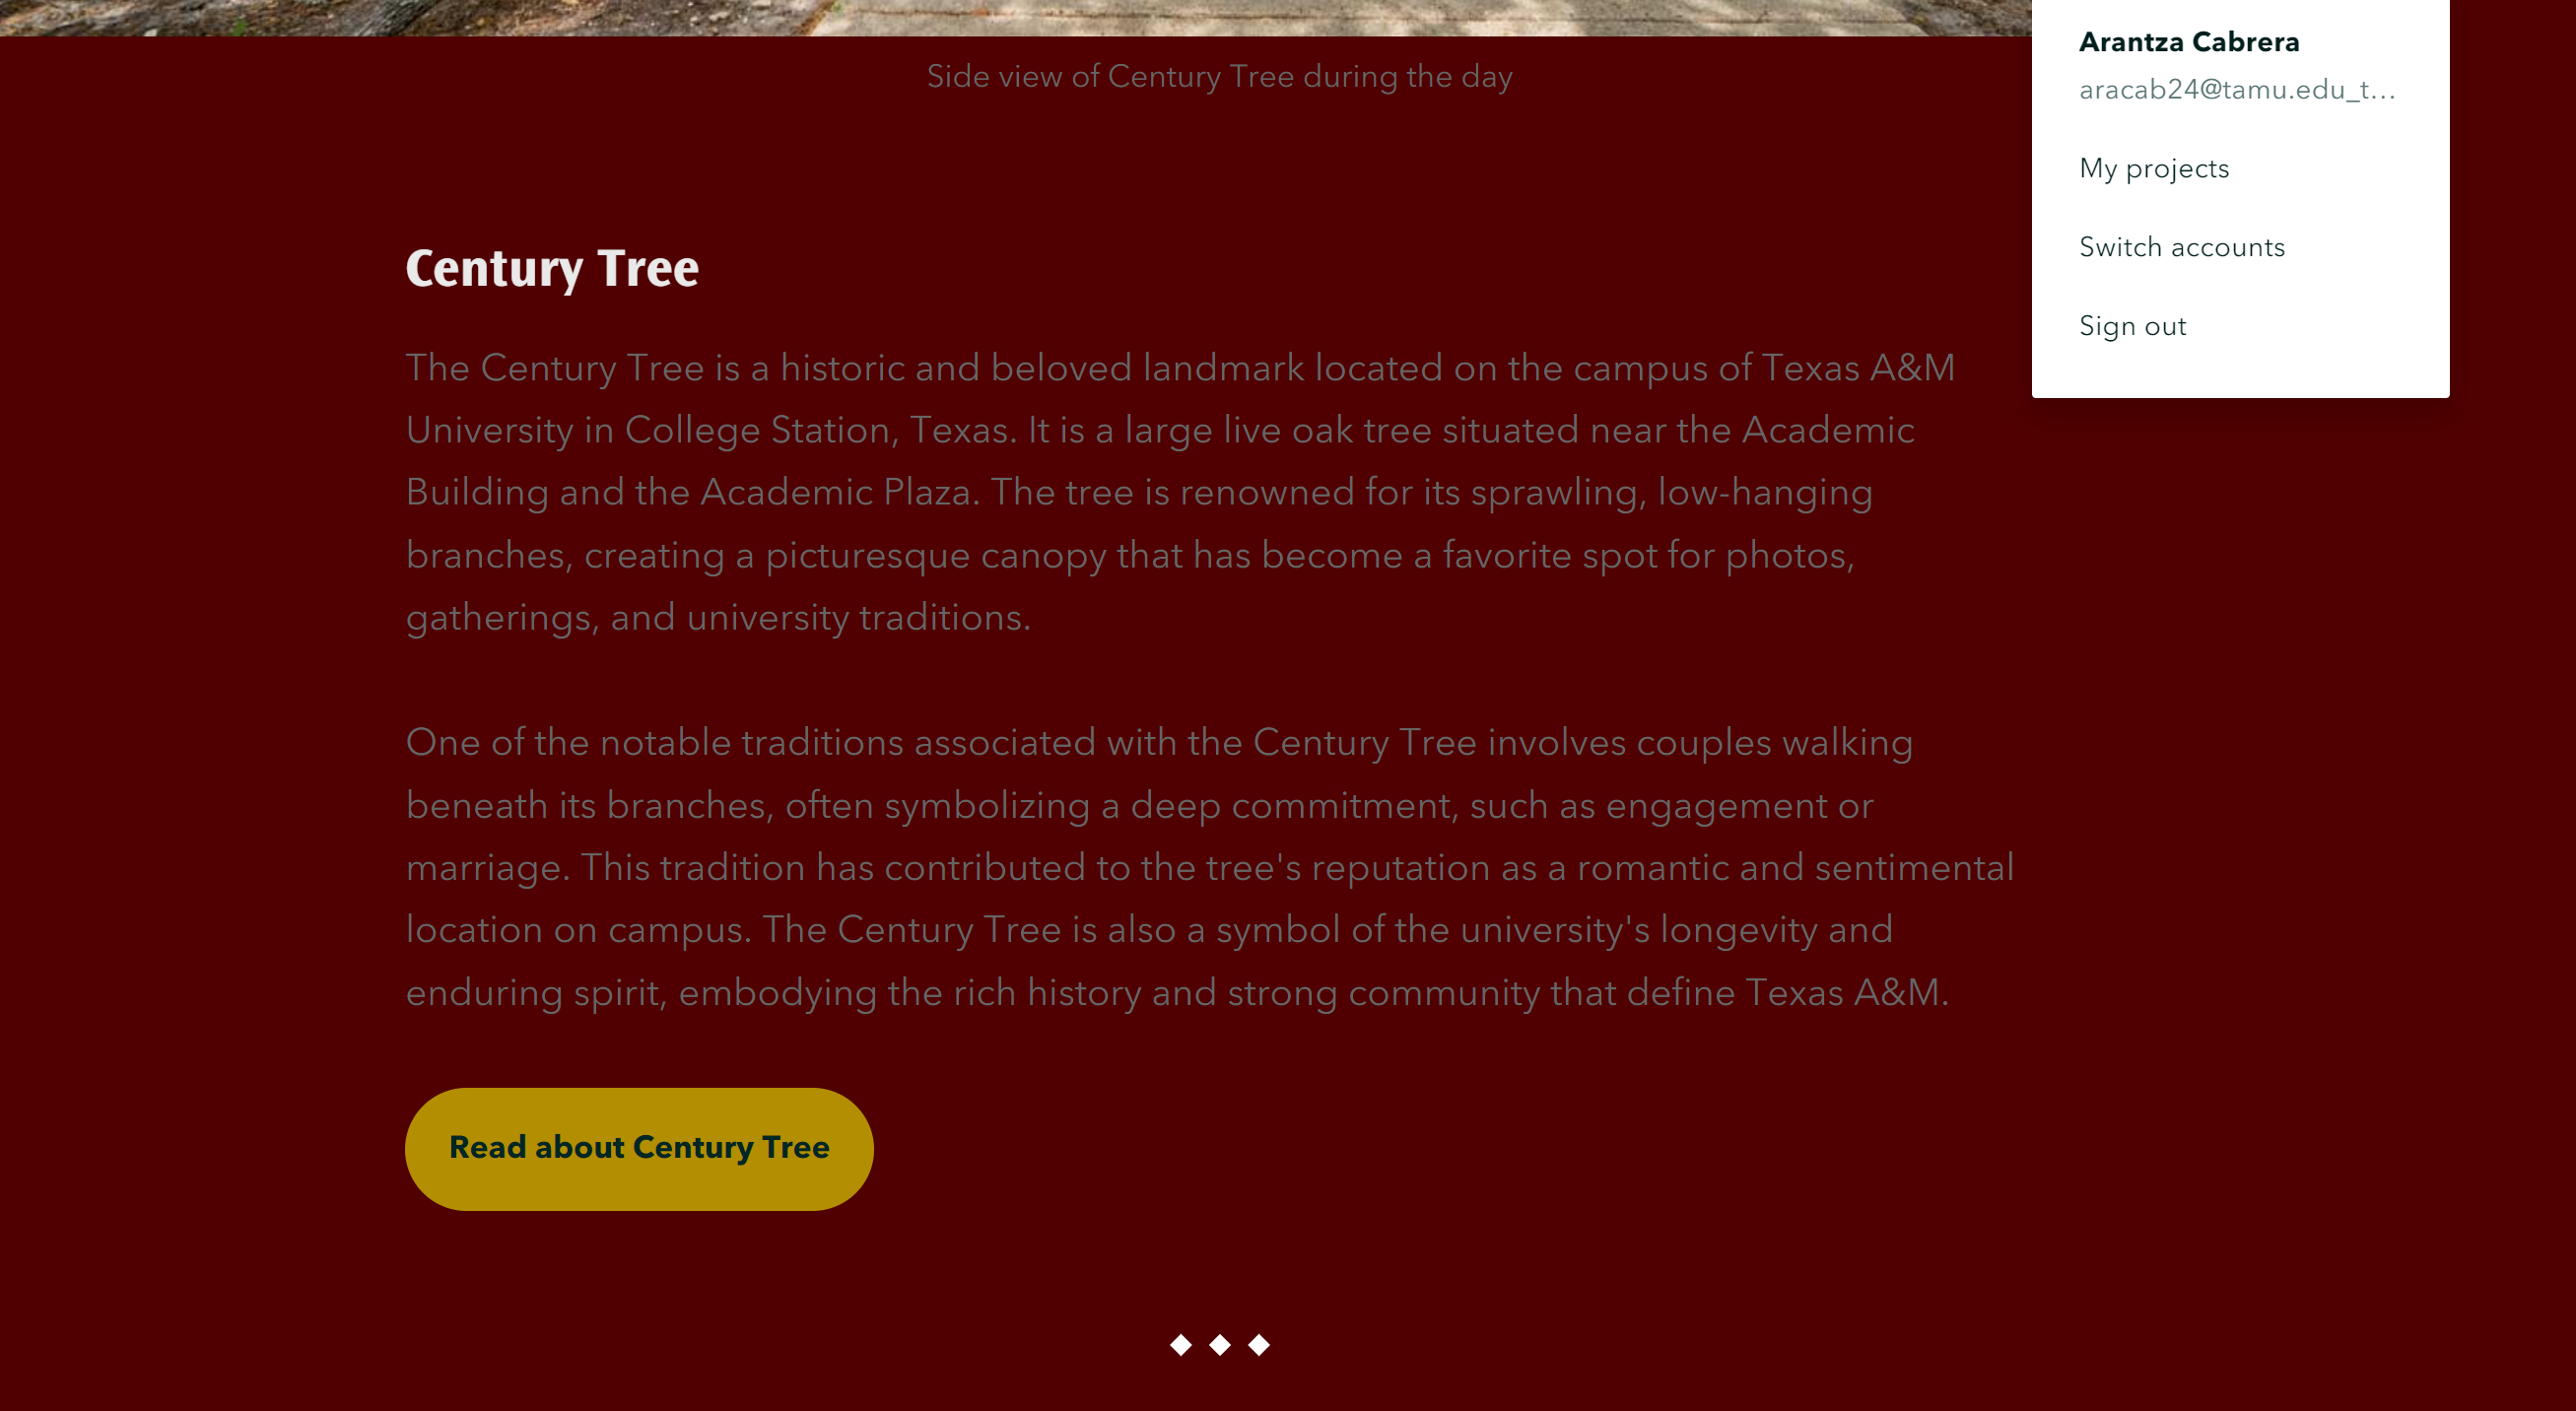 Side view of Century Tree during the day
Arantza Cabrera
aracab24@tamu.edu_t...
My projects
Switch accounts
Sign out
Century Tree
The Century Tree is a historic and beloved landmark located on the campus of Texas A&M
University in College Station, Texas. It is a large live oak tree situated near the Academic
Building and the Academic Plaza. The tree is renowned for its sprawling, low-hanging
branches, creating a picturesque canopy that has become a favorite spot for photos,
gatherings, and university traditions.
One of the notable traditions associated with the Century Tree involves couples walking
beneath its branches, often symbolizing a deep commitment, such as engagement or
marriage. This tradition has contributed to the tree's reputation as a romantic and sentimental
location on campus. The Century Tree is also a symbol of the university's longevity and
enduring spirit, embodying the rich history and strong community that define Texas A&M.
Read about Century Tree